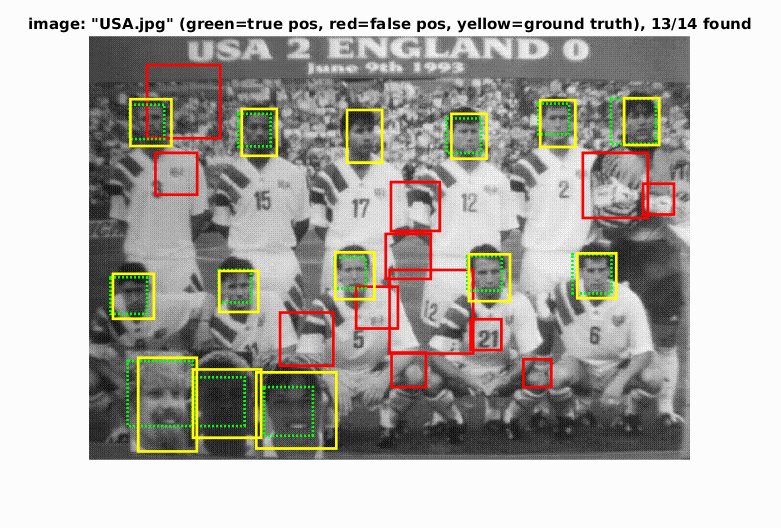 image: "USA.jpg" (green=true pos, red=false pos, yellow=ground truth), 13/14 found
USA 2 ENGLAND 0
June 9th 1993
15
17
12
2
12
5
21
6